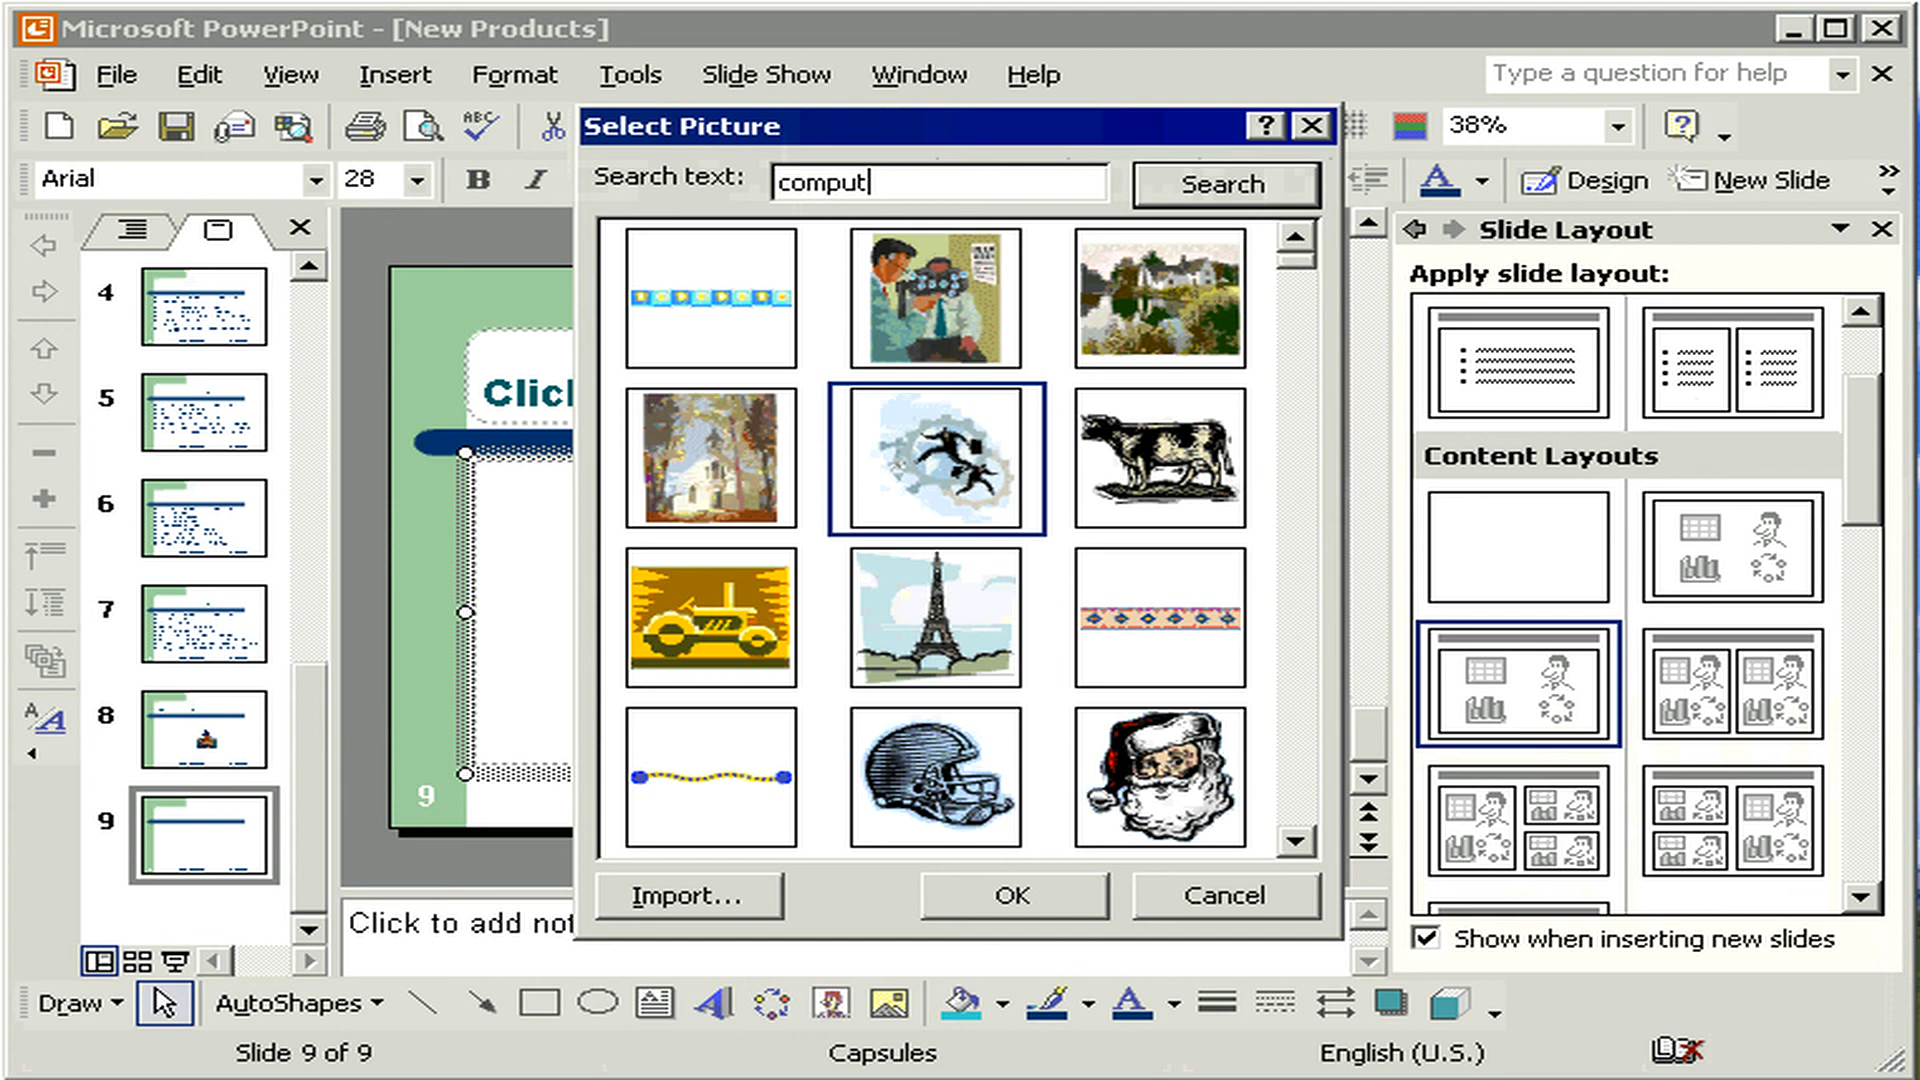 Microsoft PowerPoint - [New Products]
File Edit View Insert Format Tools Slide Show Window Help
Type a question for help
ABC
38%
Arial
28
B I
Design
New Slide
Select Picture
Search text:
comput
Search
Import...
OK
Cancel
4
5
6
7
8
9
Click
9
Click to add not
Slide Layout
Apply slide layout:
Content Layouts
Show when inserting new slides
Draw
AutoShapes
Slide 9 of 9
Capsules
English (U.S.)